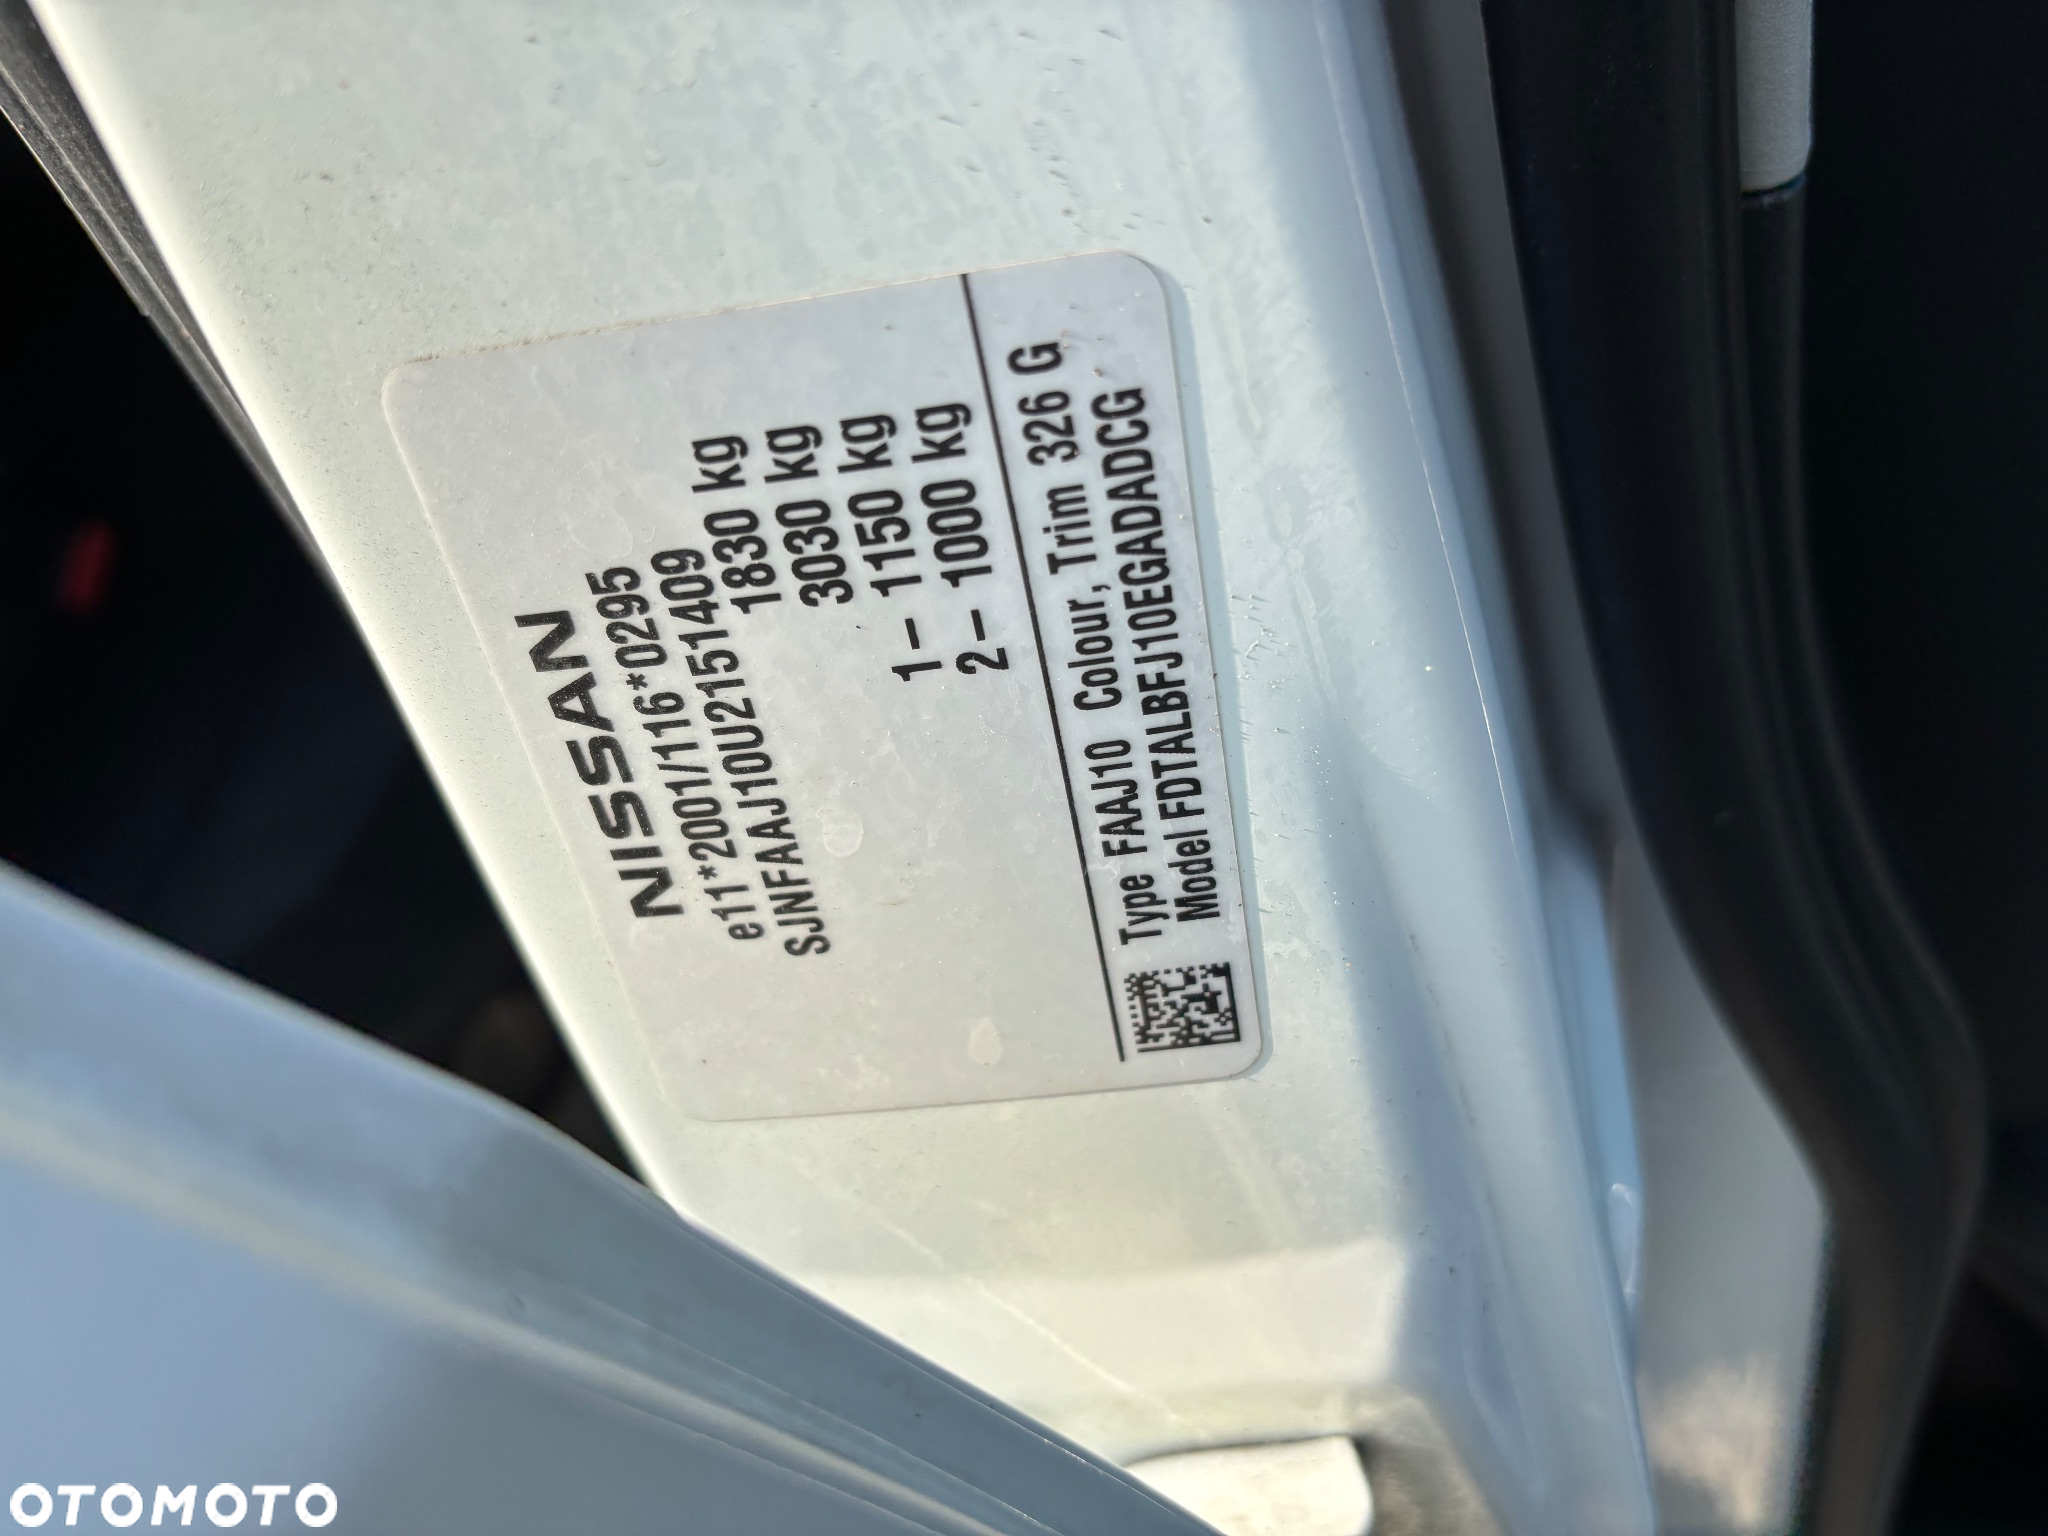 NISSAN
e11*2001/116*0295
SJNFAAJ10U2151409
1830 kg
3030 kg
1- 1150 kg
2- 1000 kg
Type FAAJ10 Colour, Trim 326 G
Model FDTALBFJ10EGADADCG
OTOMOTO